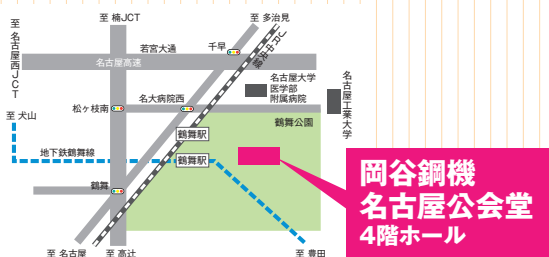 至 楠JCT
至 多治見
至 名古屋西JCT
若宮大通
千早
JR中央線
名古屋高速
名古屋大学
医学部
附属病院
名古屋工業大学
名大病院西
松ヶ枝南
至 犬山
鶴舞公園
鶴舞駅
地下鉄鶴舞線
鶴舞駅
鶴舞
岡谷鋼機
名古屋公会堂
4階ホール
至 名古屋
至 高辻
至 豊田